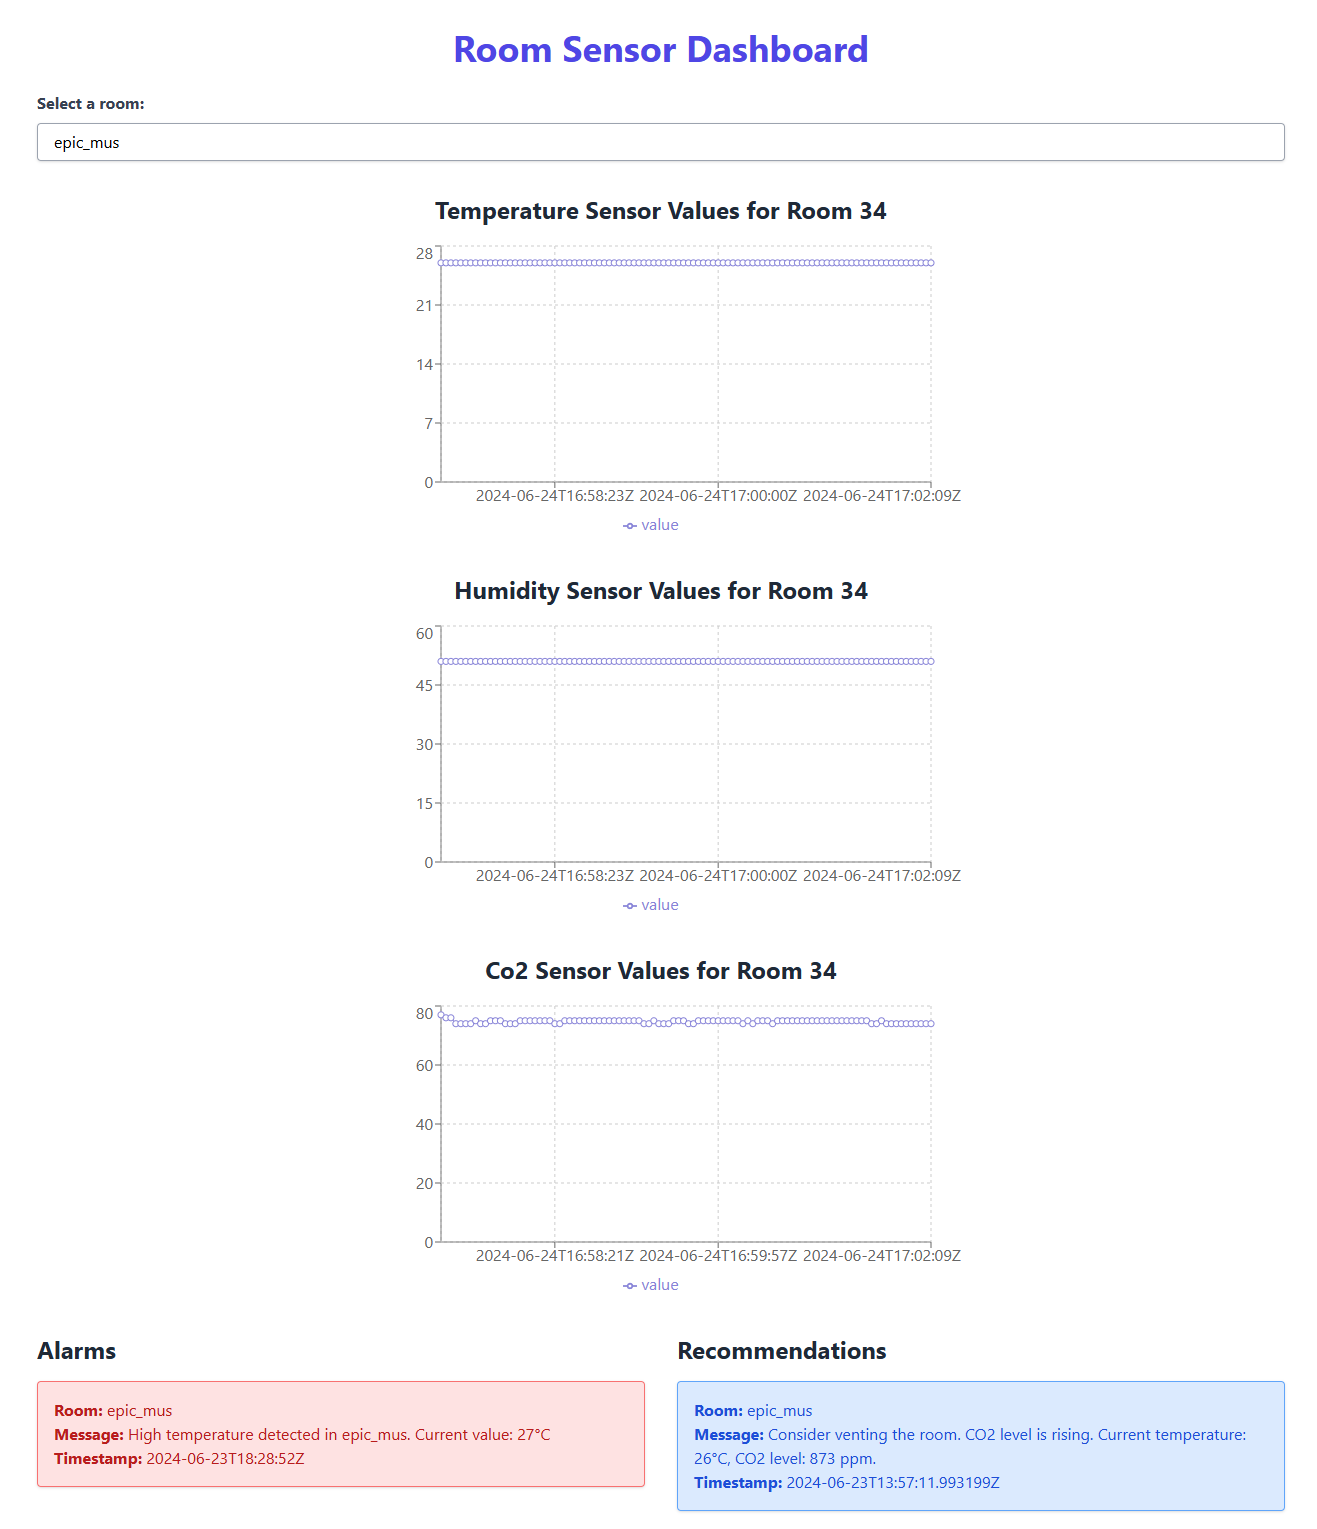 Room Sensor Dashboard
Select a room:
epic_mus
Temperature Sensor Values for Room 34
28
21
14
7
0
2024-06-24T16:58:23Z 2024-06-24T17:00:00Z 2024-06-24T17:02:09Z
value
Humidity Sensor Values for Room 34
60
45
30
15
0
2024-06-24T16:58:23Z 2024-06-24T17:00:00Z 2024-06-24T17:02:09Z
value
Co2 Sensor Values for Room 34
80
60
40
20
0
2024-06-24T16:58:21Z 2024-06-24T16:59:57Z 2024-06-24T17:02:09Z
value
Alarms
Room: epic_mus
Message: High temperature detected in epic_mus. Current value: 27°C
Timestamp: 2024-06-23T18:28:52Z
Recommendations
Room: epic_mus
Message: Consider venting the room. CO2 level is rising. Current temperature:
26°C, CO2 level: 873 ppm.
Timestamp: 2024-06-23T13:57:11.993199Z